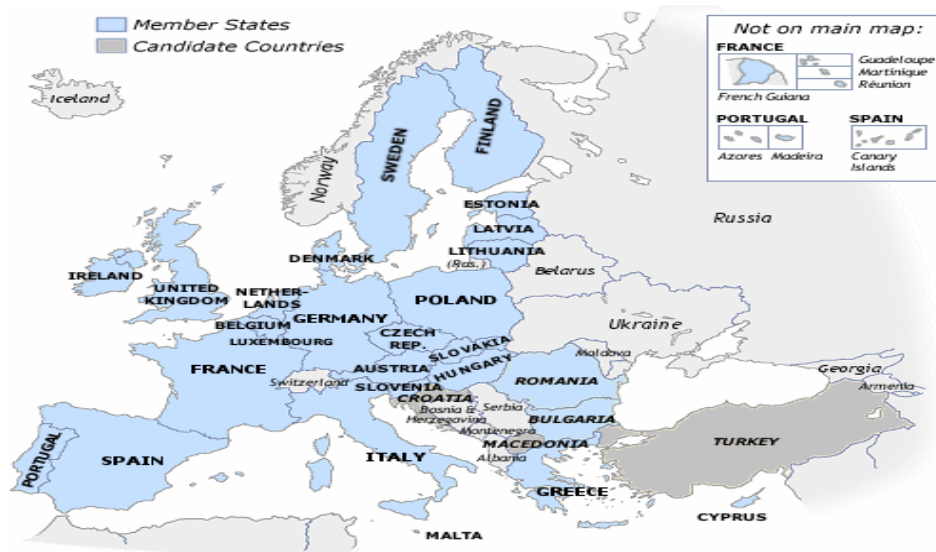 Member States
Candidate Countries
Not on main map:
FRANCE
Guadeloupe
Martinique
Réunion
French Guiana
PORTUGAL
SPAIN
Azores
Madeira
Canary
Islands
Iceland
Norway
SWEDEN
FINLAND
Russia
ESTONIA
LATVIA
LITHUANIA
(Rus.)
DENMARK
IRELAND
UNITED
KINGDOM
NETHER-
LANDS
Belarus
POLAND
GERMANY
BELGIUM
LUXEMBOURG
CZECH
REP.
SLOVAKIA
Ukraine
FRANCE
Switzerland
AUSTRIA
HUNGARY
Moldova
SLOVENIA
CROATIA
ROMANIA
Georgia
Armenia
Bosnia &
Herzegovina
Serbia
Montenegro
BULGARIA
MACEDONIA
Albania
TURKEY
PORTUGAL
SPAIN
ITALY
GREECE
CYPRUS
MALTA